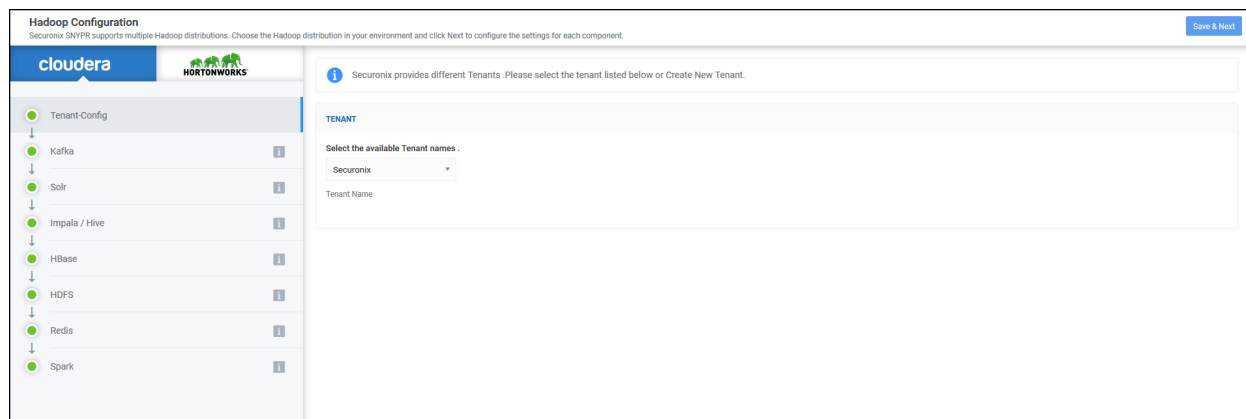 Hadoop Configuration
Securonix SNYPR supports multiple Hadoop distributions. Choose the Hadoop distribution in your environment and click Next to configure the settings for each component.
Save & Next
cloudera
HORTONWORKS
Securonix provides different Tenants .Please select the tenant listed below or Create New Tenant.
Tenant-Config
Kafka
Solr
Impala / Hive
HBase
HDFS
Redis
Spark
TENANT
Select the available Tenant names .
Securonix
Tenant Name